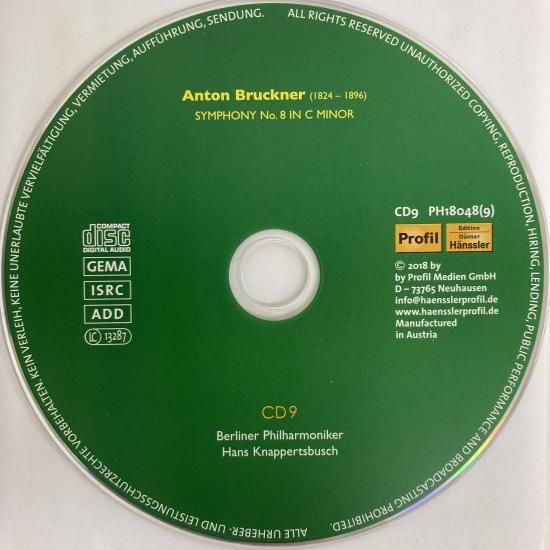 ALL RIGHTS RESERVED UNAUTHORIZED COPYING, REPRODUCTION, HIRING, LENDING, PUBLIC PERFORMANCE AND BROADCASTING PROHIBITED.
ALLE URHEBER- UND LEISTUNGSSCHUTZRECHTE VORBEHALTEN. KEIN VERLEIH, KEINE UNERLAUBTE VERVIELFÄLTIGUNG, VERMIETUNG, AUFFÜHRUNG, SENDUNG.
Anton Bruckner (1824 – 1896)
SYMPHONY No. 8 IN C MINOR
COMPACT
disc
DIGITAL AUDIO
GEMA
ISRC
ADD
LC 13287
CD9 PH18048(9)
Profil
Edition
Günter
Hänssler
© 2018 by
by Profil Medien GmbH
D – 73765 Neuhausen
info@haensslerprofil.de
www.haensslerprofil.de
Manufactured
in Austria
CD 9
Berliner Philharmoniker
Hans Knappertsbusch